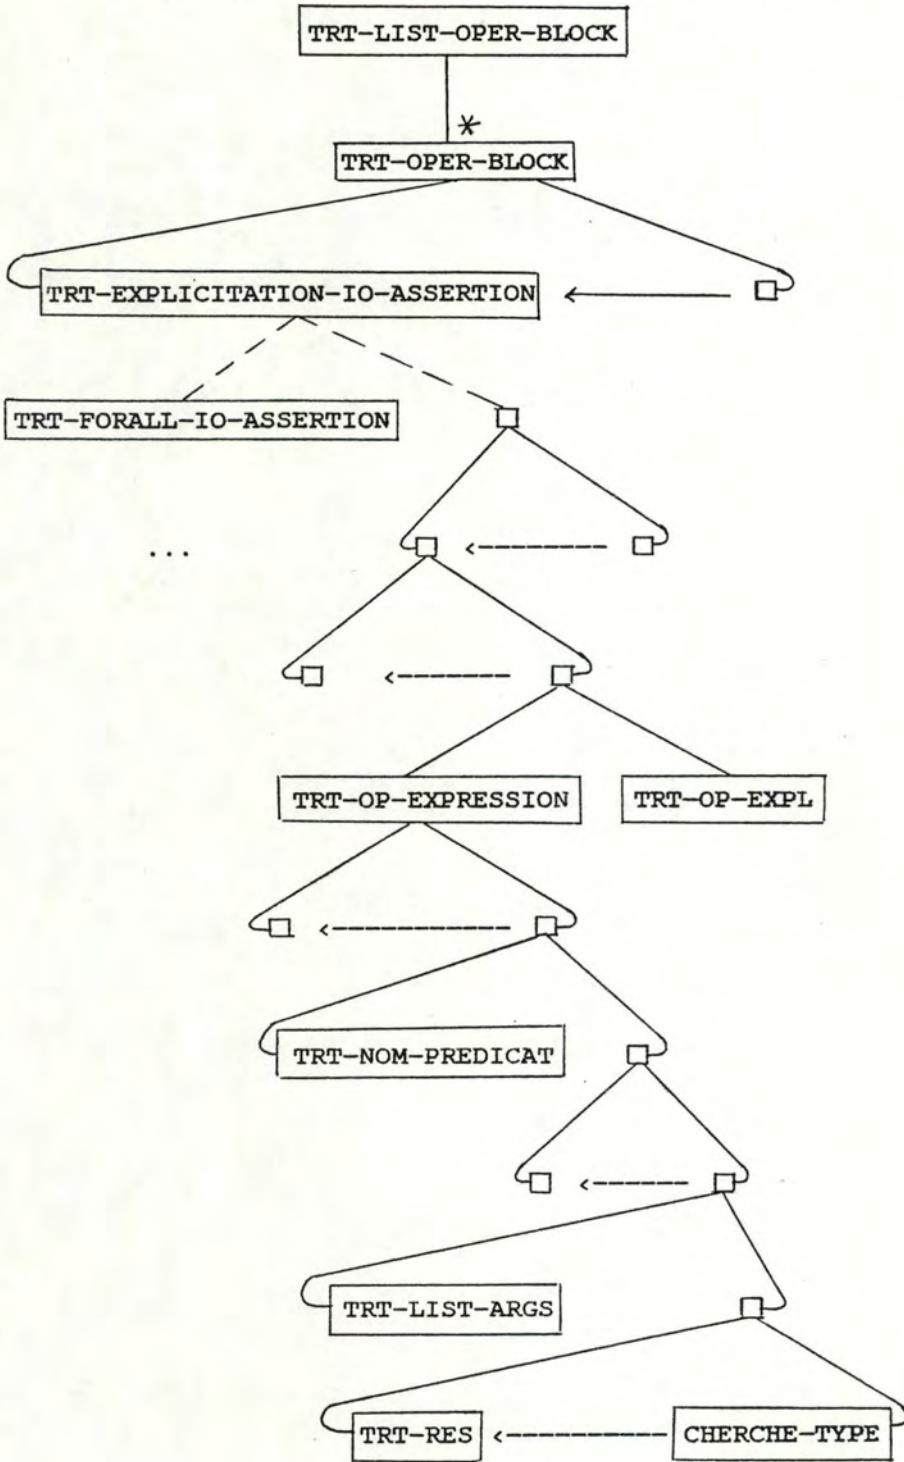 TRT-LIST-OPER-BLOCK
*
TRT-OPER-BLOCK
TRT-EXPLICITATION-IO-ASSERTION
TRT-FORALL-IO-ASSERTION
...
TRT-OP-EXPRESSION
TRT-OP-EXPL
TRT-NOM-PREDICAT
TRT-LIST-ARGS
TRT-RES
CHERCHE-TYPE